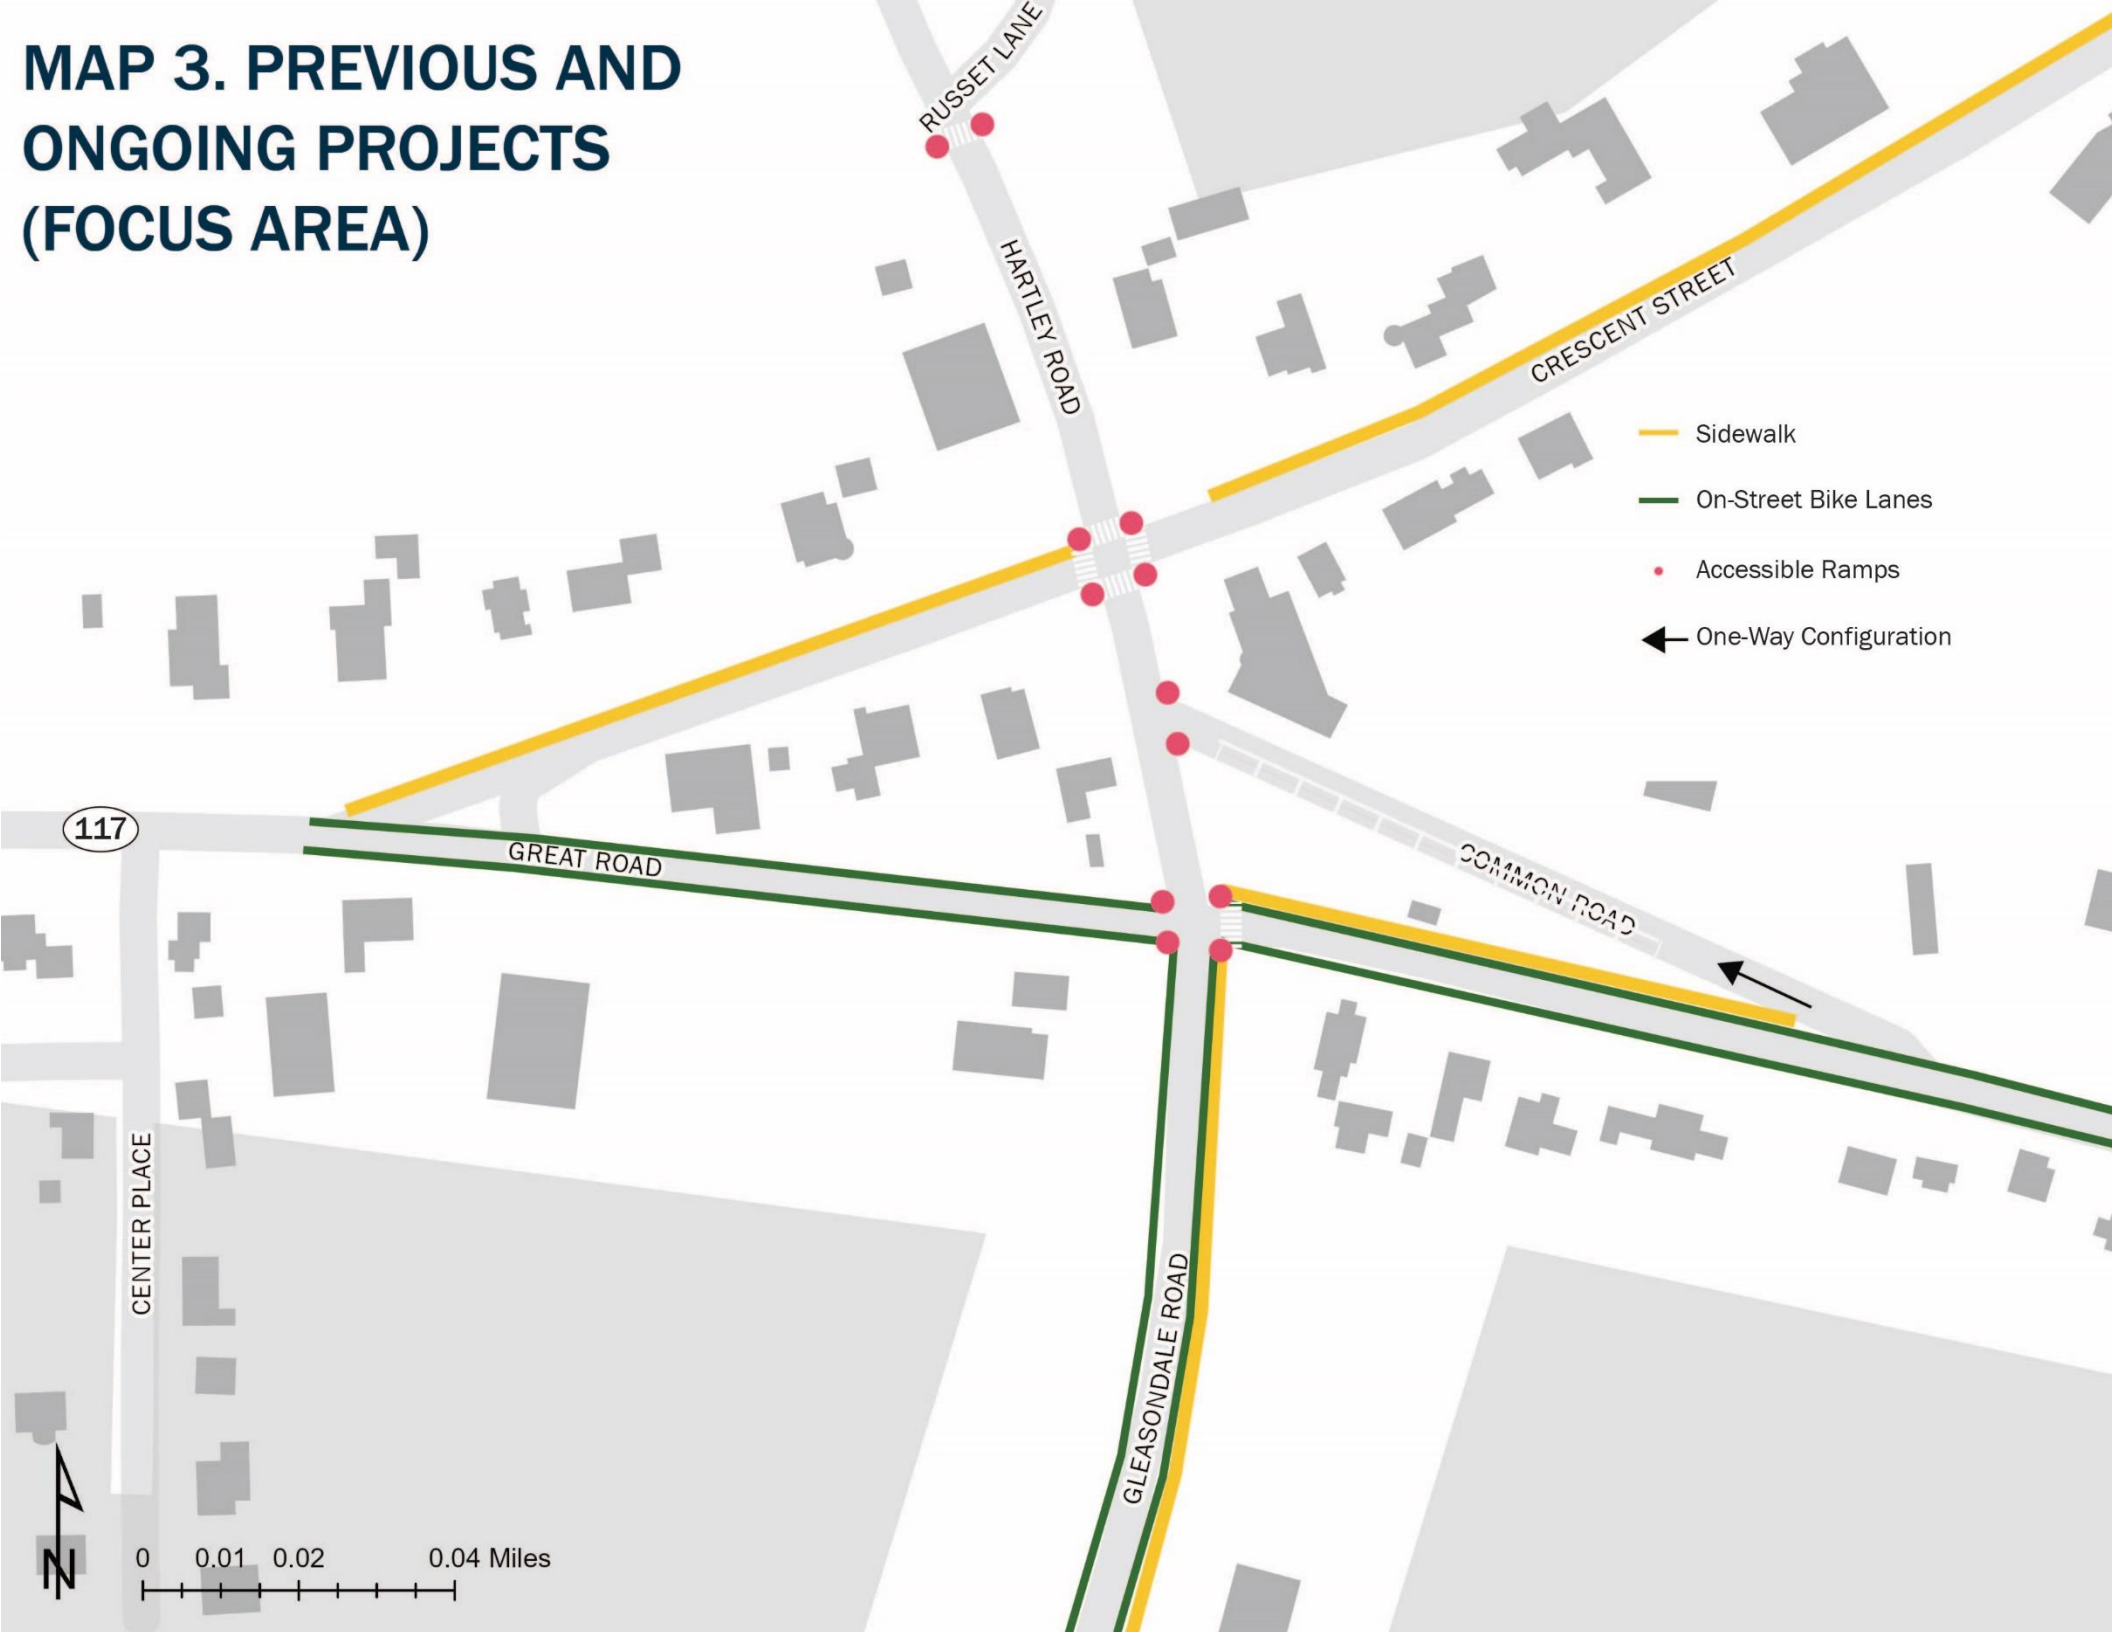 MAP 3. PREVIOUS AND
ONGOING PROJECTS
(FOCUS AREA)
RUSSET LANE
HARTLEY ROAD
CRESCENT STREET
Sidewalk
On-Street Bike Lanes
Accessible Ramps
One-Way Configuration
117
GREAT ROAD
COMMON ROAD
CENTER PLACE
GLEASONDALE ROAD
N
0 0.01 0.02 0.04 Miles